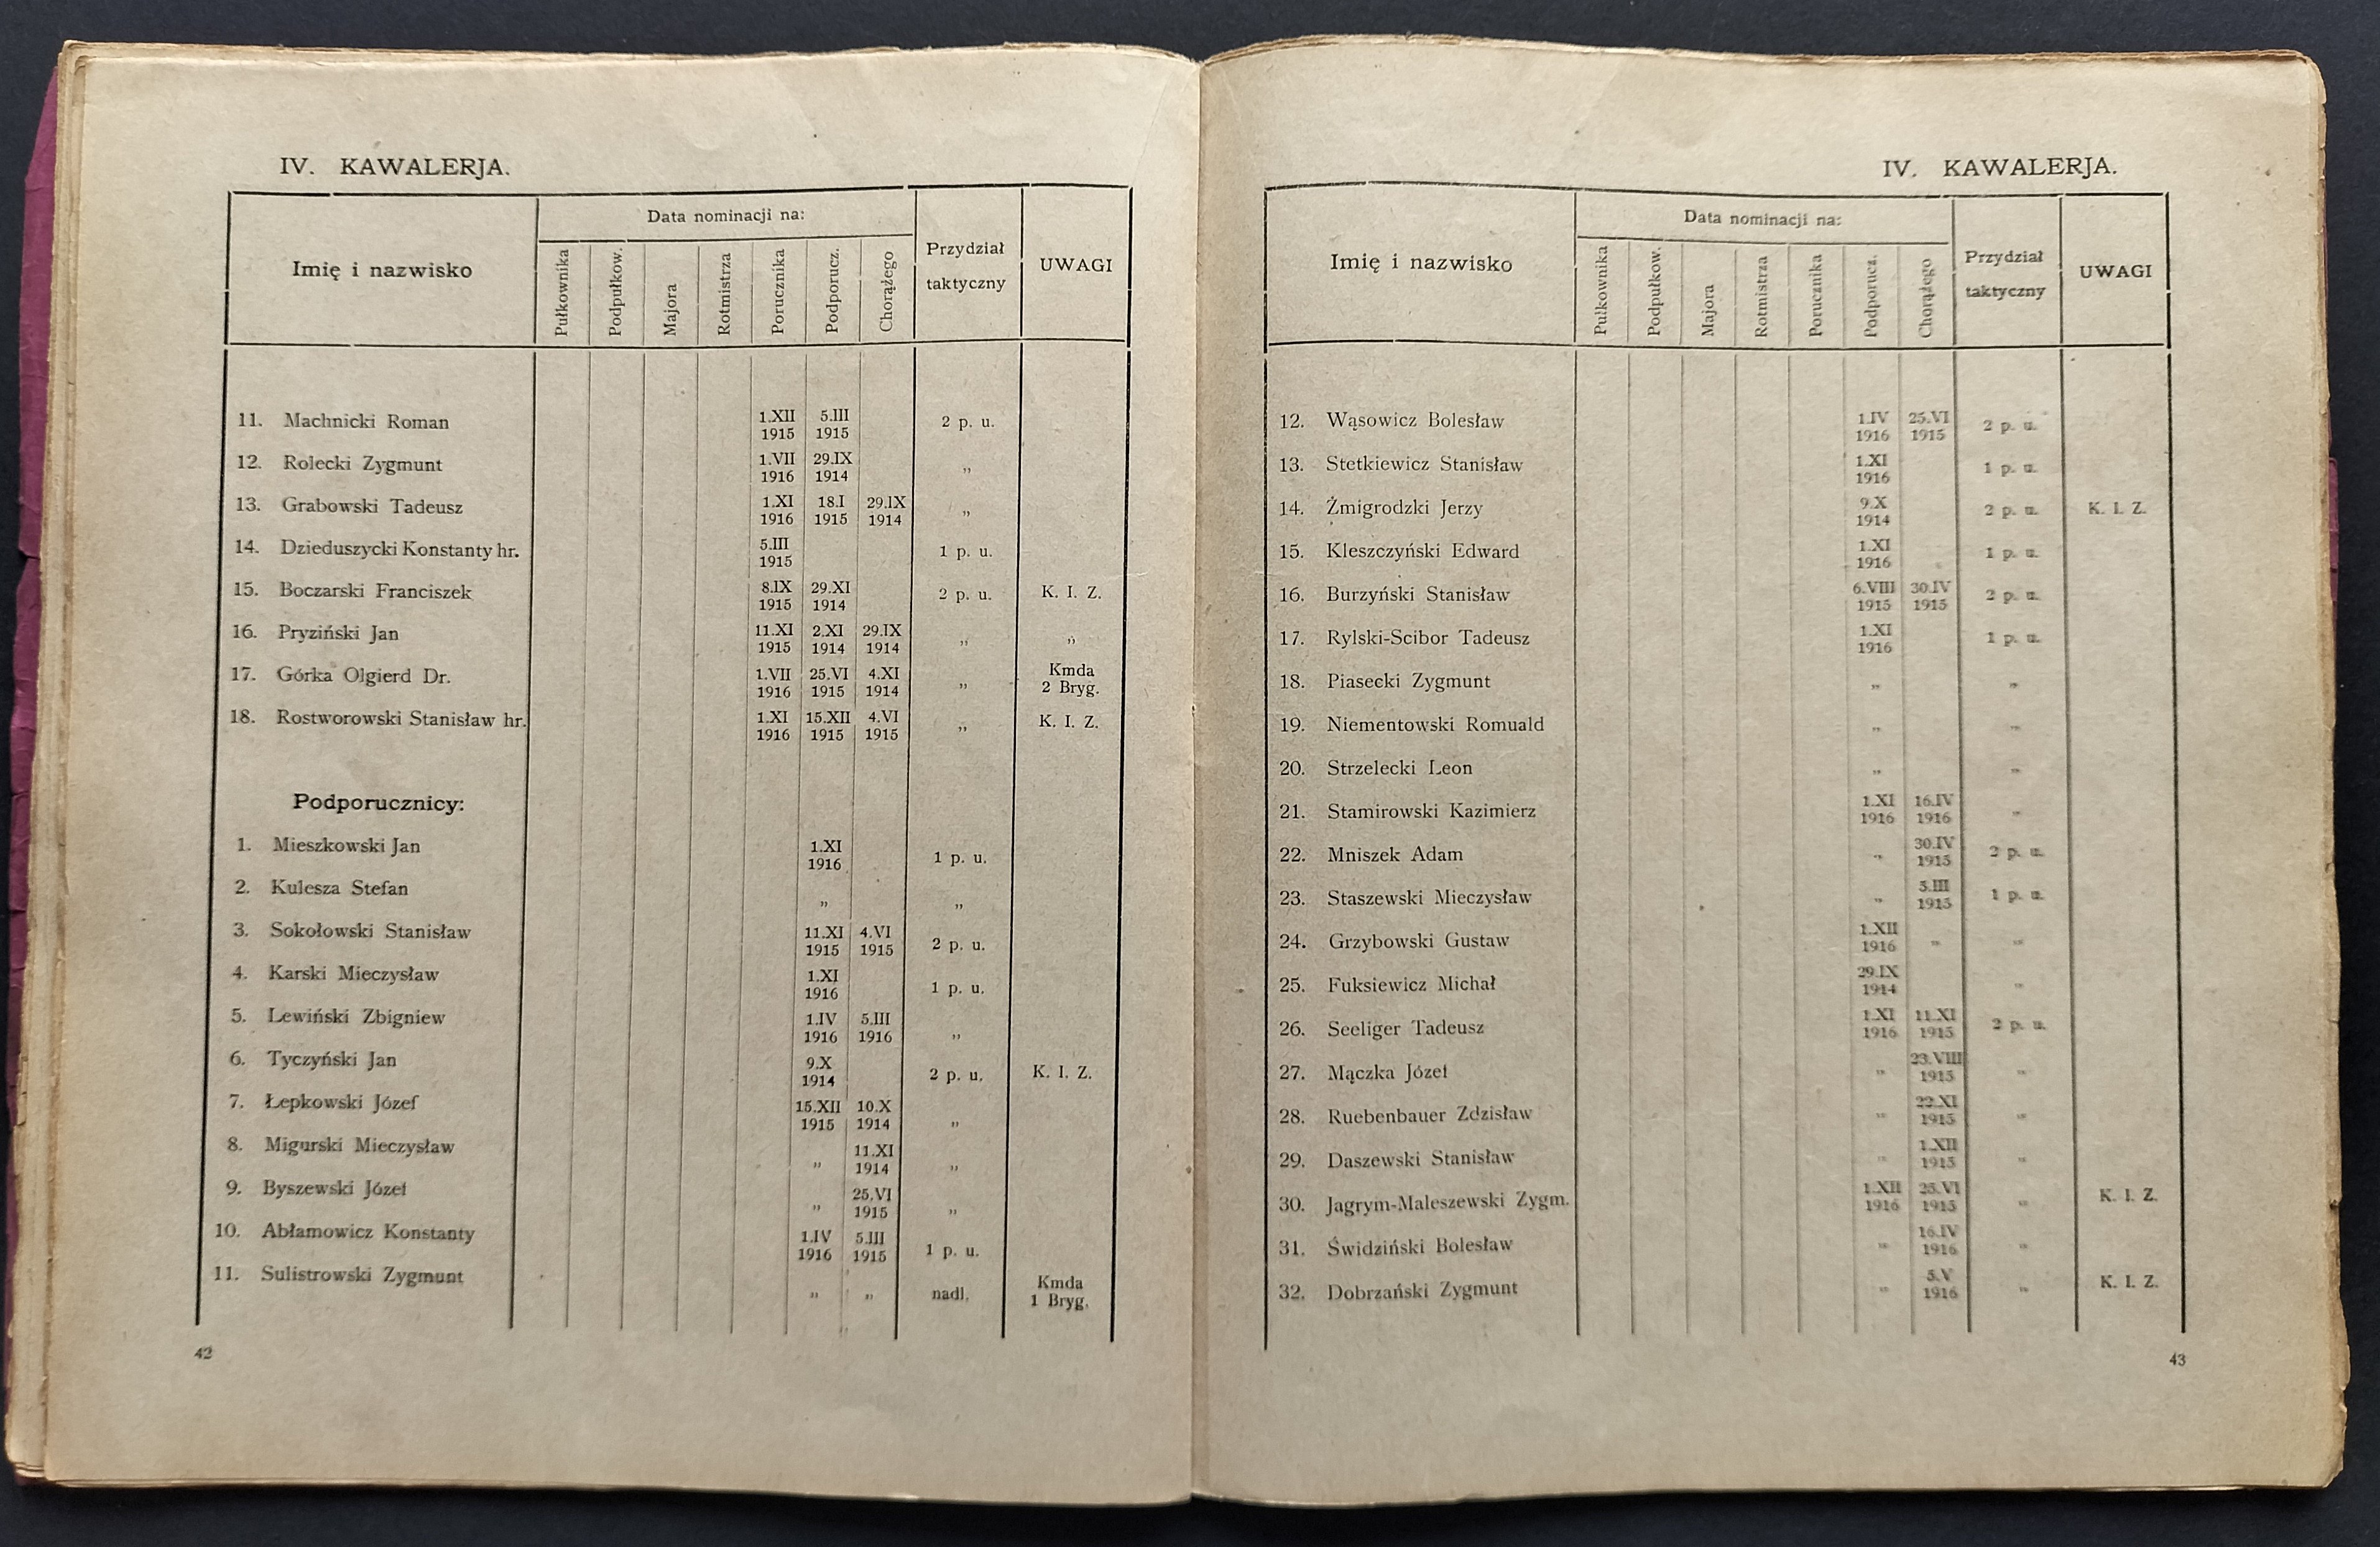 IV. KAWALERJA.
Imię i nazwisko
Data nominacji na:
Pułkownika
Podpułkow.
Majora
Rotmistrza
Porucznika
Podporucz.
Chorążego
Przydział
taktyczny
UWAGI
11. Machnicki Roman 1.XII 1915 5.III 1915 2 p. u.
12. Rolecki Zygmunt 1.VII 1916 29.IX 1914 „
13. Grabowski Tadeusz 1.XI 1916 18.I 1915 29.IX 1914 „
14. Dzieduszycki Konstanty hr. 5.III 1915 1 p. u.
15. Boczarski Franciszek 8.IX 1915 29.XI 1914 2 p. u. K. I. Z.
16. Pryziński Jan 11.XI 1915 2.XI 1914 29.IX 1914 „ „
17. Górka Olgierd Dr. 1.VII 1916 25.VI 1915 4.XI 1914 „ Kmda 2 Bryg.
18. Rostworowski Stanisław hr. 1.XI 1916 15.XII 1915 4.VI 1915 „ K. I. Z.
Podporucznicy:
1. Mieszkowski Jan 1.XI 1916 1 p. u.
2. Kulesza Stefan „ „
3. Sokołowski Stanisław 11.XI 1915 4.VI 1915 2 p. u.
4. Karski Mieczysław 1.XI 1916 1 p. u.
5. Lewiński Zbigniew 1.IV 1916 5.III 1916 „
6. Tyczyński Jan 9.X 1914 2 p. u. K. I. Z.
7. Łepkowski Józef 15.XII 1915 10.X 1914 „
8. Migurski Mieczysław „ 11.XI 1914 „
9. Byszewski Józef „ 25.VI 1915 „
10. Abłamowicz Konstanty 1.IV 1916 5.III 1915 1 p. u.
11. Sulistrowski Zygmunt „ „ nadl. Kmda 1 Bryg.
42
IV. KAWALERJA.
Imię i nazwisko
Data nominacji na:
Pułkownika
Podpułkow.
Majora
Rotmistrza
Porucznika
Podporucz.
Chorążego
Przydział
taktyczny
UWAGI
12. Wąsowicz Bolesław 1.IV 1916 25.VI 1915 2 p. u.
13. Stetkiewicz Stanisław 1.XI 1916 1 p. u.
14. Żmigrodzki Jerzy 9.X 1914 2 p. u. K. I. Z.
15. Kleszczyński Edward 1.XI 1916 1 p. u.
16. Burzyński Stanisław 6.VIII 1915 30.IV 1915 2 p. u.
17. Rylski-Scibor Tadeusz 1.XI 1916 1 p. u.
18. Piasecki Zygmunt „ „
19. Niementowski Romuald „ „
20. Strzelecki Leon „ „
21. Stamirowski Kazimierz 1.XI 1916 16.IV 1916 „
22. Mniszek Adam „ 30.IV 1915 2 p. u.
23. Staszewski Mieczysław „ 5.III 1915 1 p. u.
24. Grzybowski Gustaw 1.XII 1916 „ „
25. Fuksiewicz Michał 29.IX 1914 „
26. Seeliger Tadeusz 1.XI 1916 11.XI 1915 2 p. u.
27. Mączka Józef „ 23.VIII 1915 „
28. Ruebenbauer Zdzisław „ 22.XI 1915 „
29. Daszewski Stanisław „ 1.XII 1915 „
30. Jagrym-Maleszewski Zygm. 1.XII 1916 25.VI 1915 „ K. I. Z.
31. Świdziński Bolesław „ 16.IV 1916 „
32. Dobrzański Zygmunt „ 5.V 1916 „ K. I. Z.
43